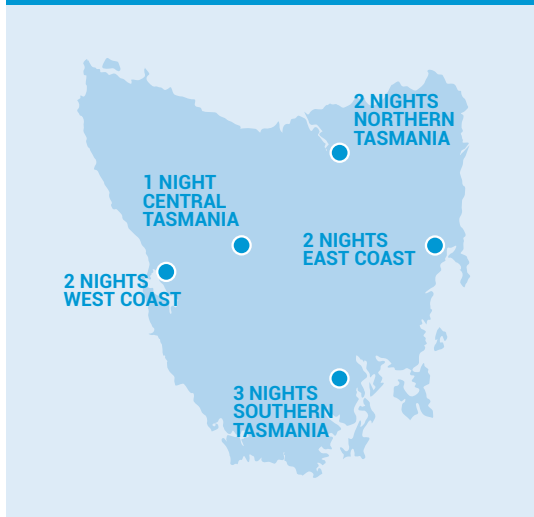 2 NIGHTS
NORTHERN
TASMANIA
1 NIGHT
CENTRAL
TASMANIA
2 NIGHTS
EAST COAST
2 NIGHTS
WEST COAST
3 NIGHTS
SOUTHERN
TASMANIA